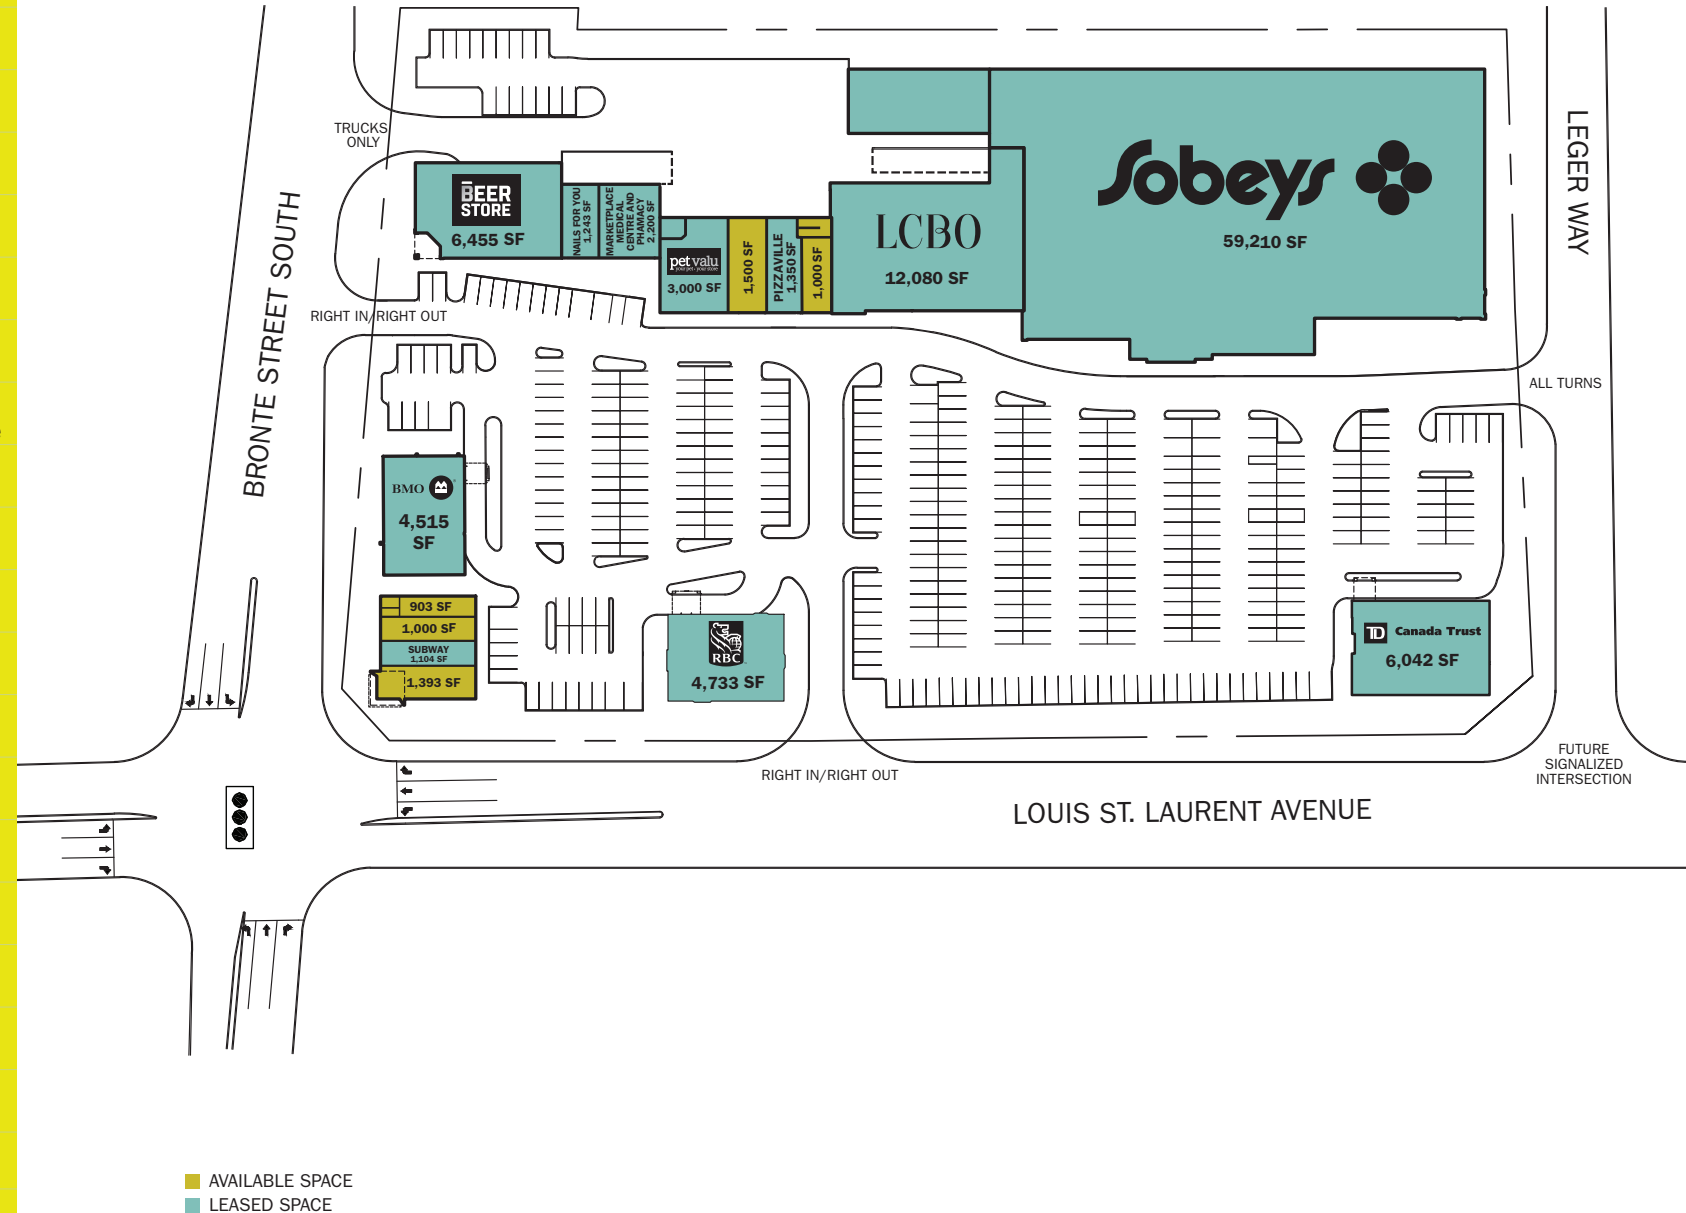 TRUCKS
ONLY
BRONTE STREET SOUTH
LEGER WAY
BEER
STORE
6,455 SF
NAILS FOR YOU
1,243 SF
MARKETPLACE
MEDICAL
CENTRE AND
PHAMACY
2,200 SF
pet valu
your pet · your store
3,000 SF
1,500 SF
PIZZAVILLE
1,350 SF
1,000 SF
LCBO
12,080 SF
Sobeys
59,210 SF
RIGHT IN/RIGHT OUT
ALL TURNS
BMO
4,515
SF
903 SF
1,000 SF
SUBWAY
1,104 SF
1,393 SF
RBC
4,733 SF
TD Canada Trust
6,042 SF
RIGHT IN/RIGHT OUT
FUTURE
SIGNALIZED
INTERSECTION
LOUIS ST. LAURENT AVENUE
AVAILABLE SPACE
LEASED SPACE